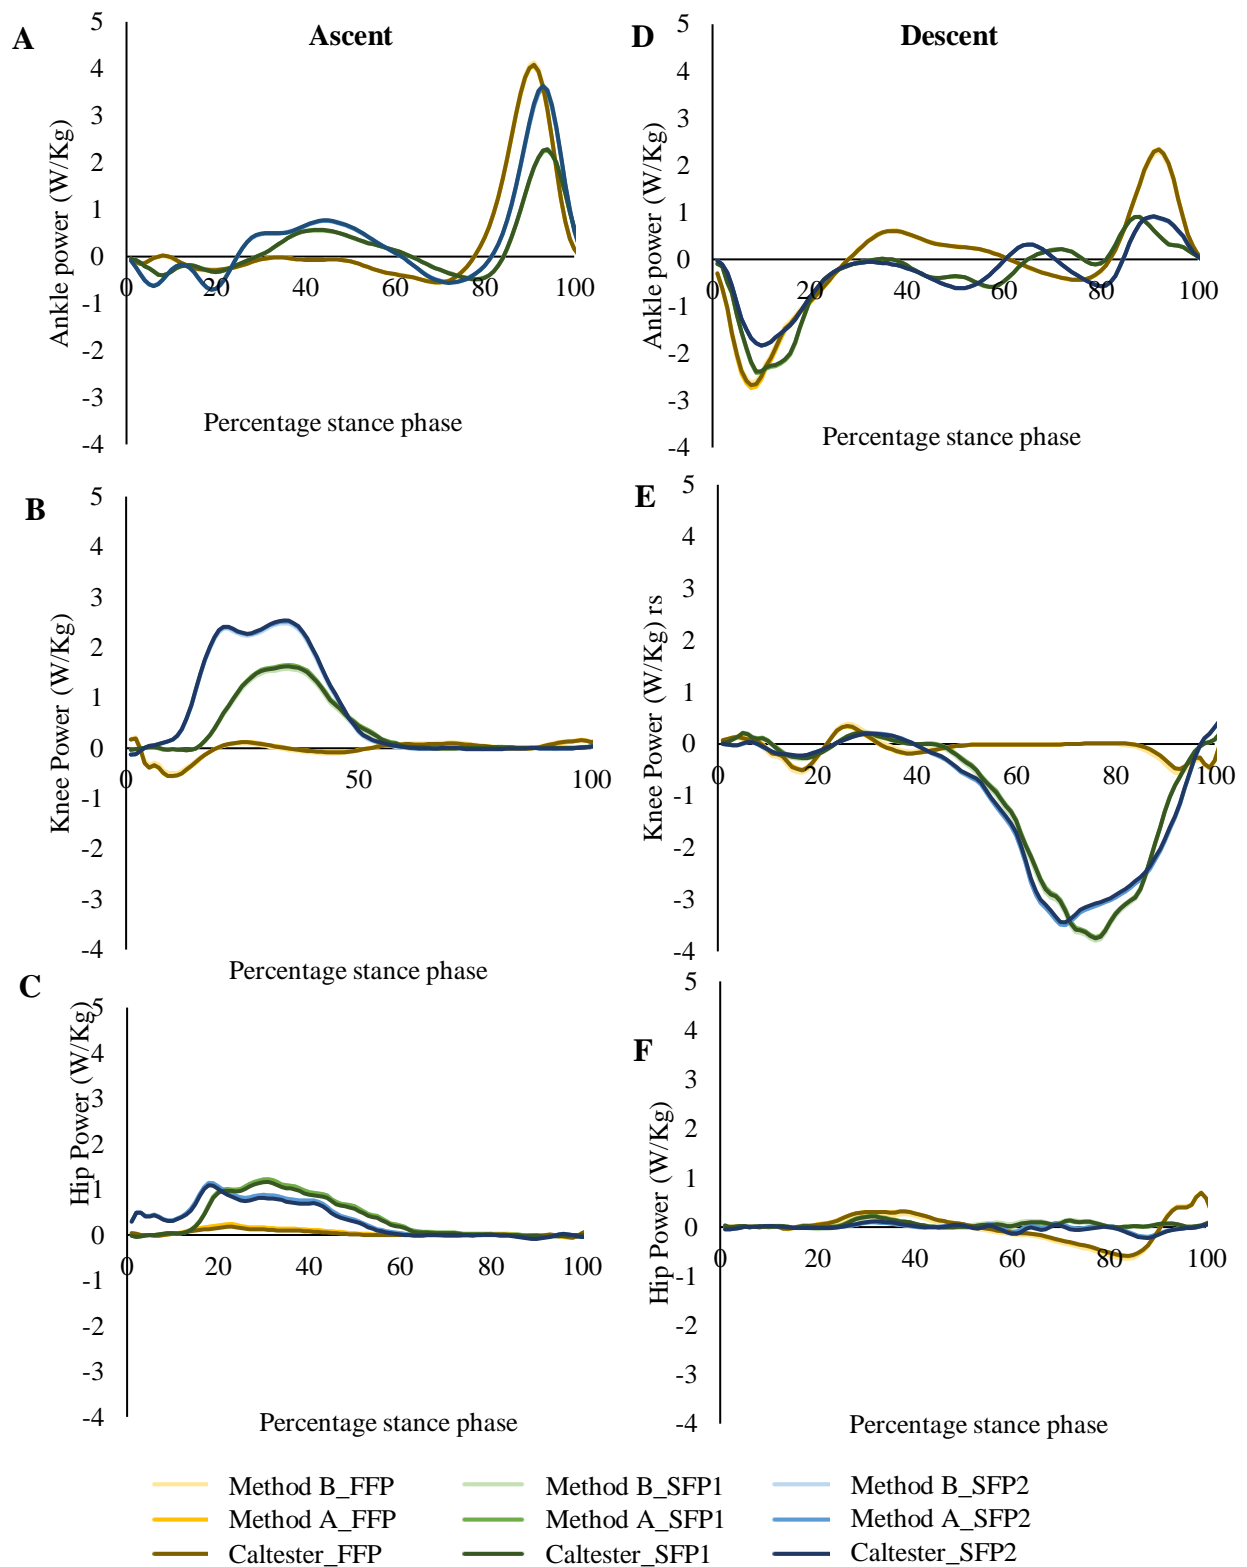 A
Ascent
5
4
3
2
1
0
-1
-2
-3
-4
0 20 40 60 80 100
Ankle power (W/Kg)
Percentage stance phase
D
Descent
5
4
3
2
1
0
-1
-2
-3
-4
0 20 40 60 80 100
Ankle power (W/Kg)
Percentage stance phase
B
5
4
3
2
1
0
-1
-2
-3
-4
0 50 100
Knee Power (W/Kg)
Percentage stance phase
E
5
4
3
2
1
0
-1
-2
-3
-4
0 20 40 60 80 100
Knee Power (W/Kg) rs
C
5
4
3
2
1
0
-1
-2
-3
-4
0 20 40 60 80 100
Hip Power (W/Kg)
Percentage stance phase
F
5
4
3
2
1
0
-1
-2
-3
-4
0 20 40 60 80 100
Hip Power (W/Kg)
Percentage stance phase
Method B_FFP Method B_SFP1 Method B_SFP2
Method A_FFP Method A_SFP1 Method A_SFP2
Caltester_FFP Caltester_SFP1 Caltester_SFP2